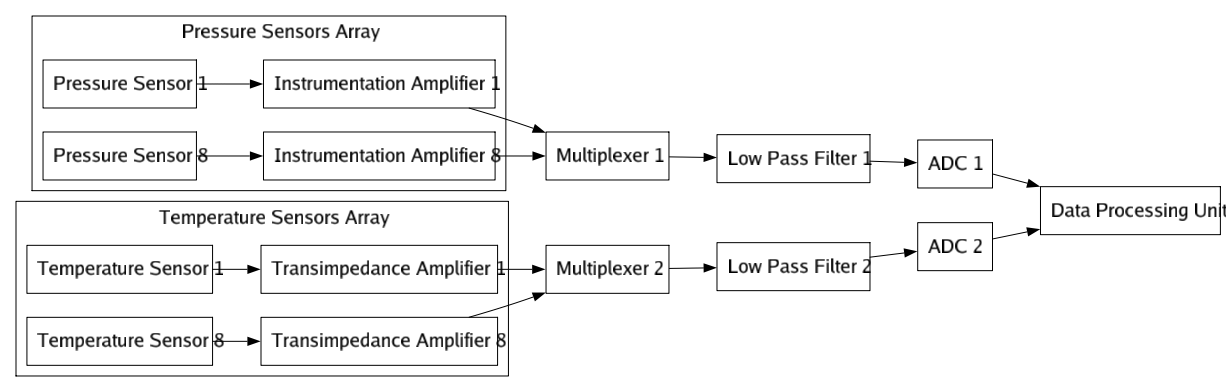 Pressure Sensors Array
Pressure Sensor 1
Instrumentation Amplifier 1
Pressure Sensor 8
Instrumentation Amplifier 8
Multiplexer 1
Low Pass Filter 1
ADC 1
Data Processing Unit
Temperature Sensors Array
Temperature Sensor 1
Transimpedance Amplifier 1
Multiplexer 2
Low Pass Filter 2
ADC 2
Temperature Sensor 8
Transimpedance Amplifier 8